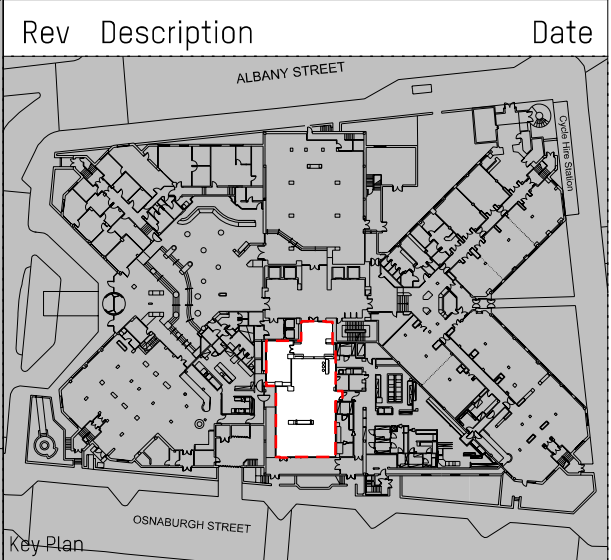 Rev Description Date
ALBANY STREET
Cycle Hire Station
OSNABURGH STREET
Key Plan